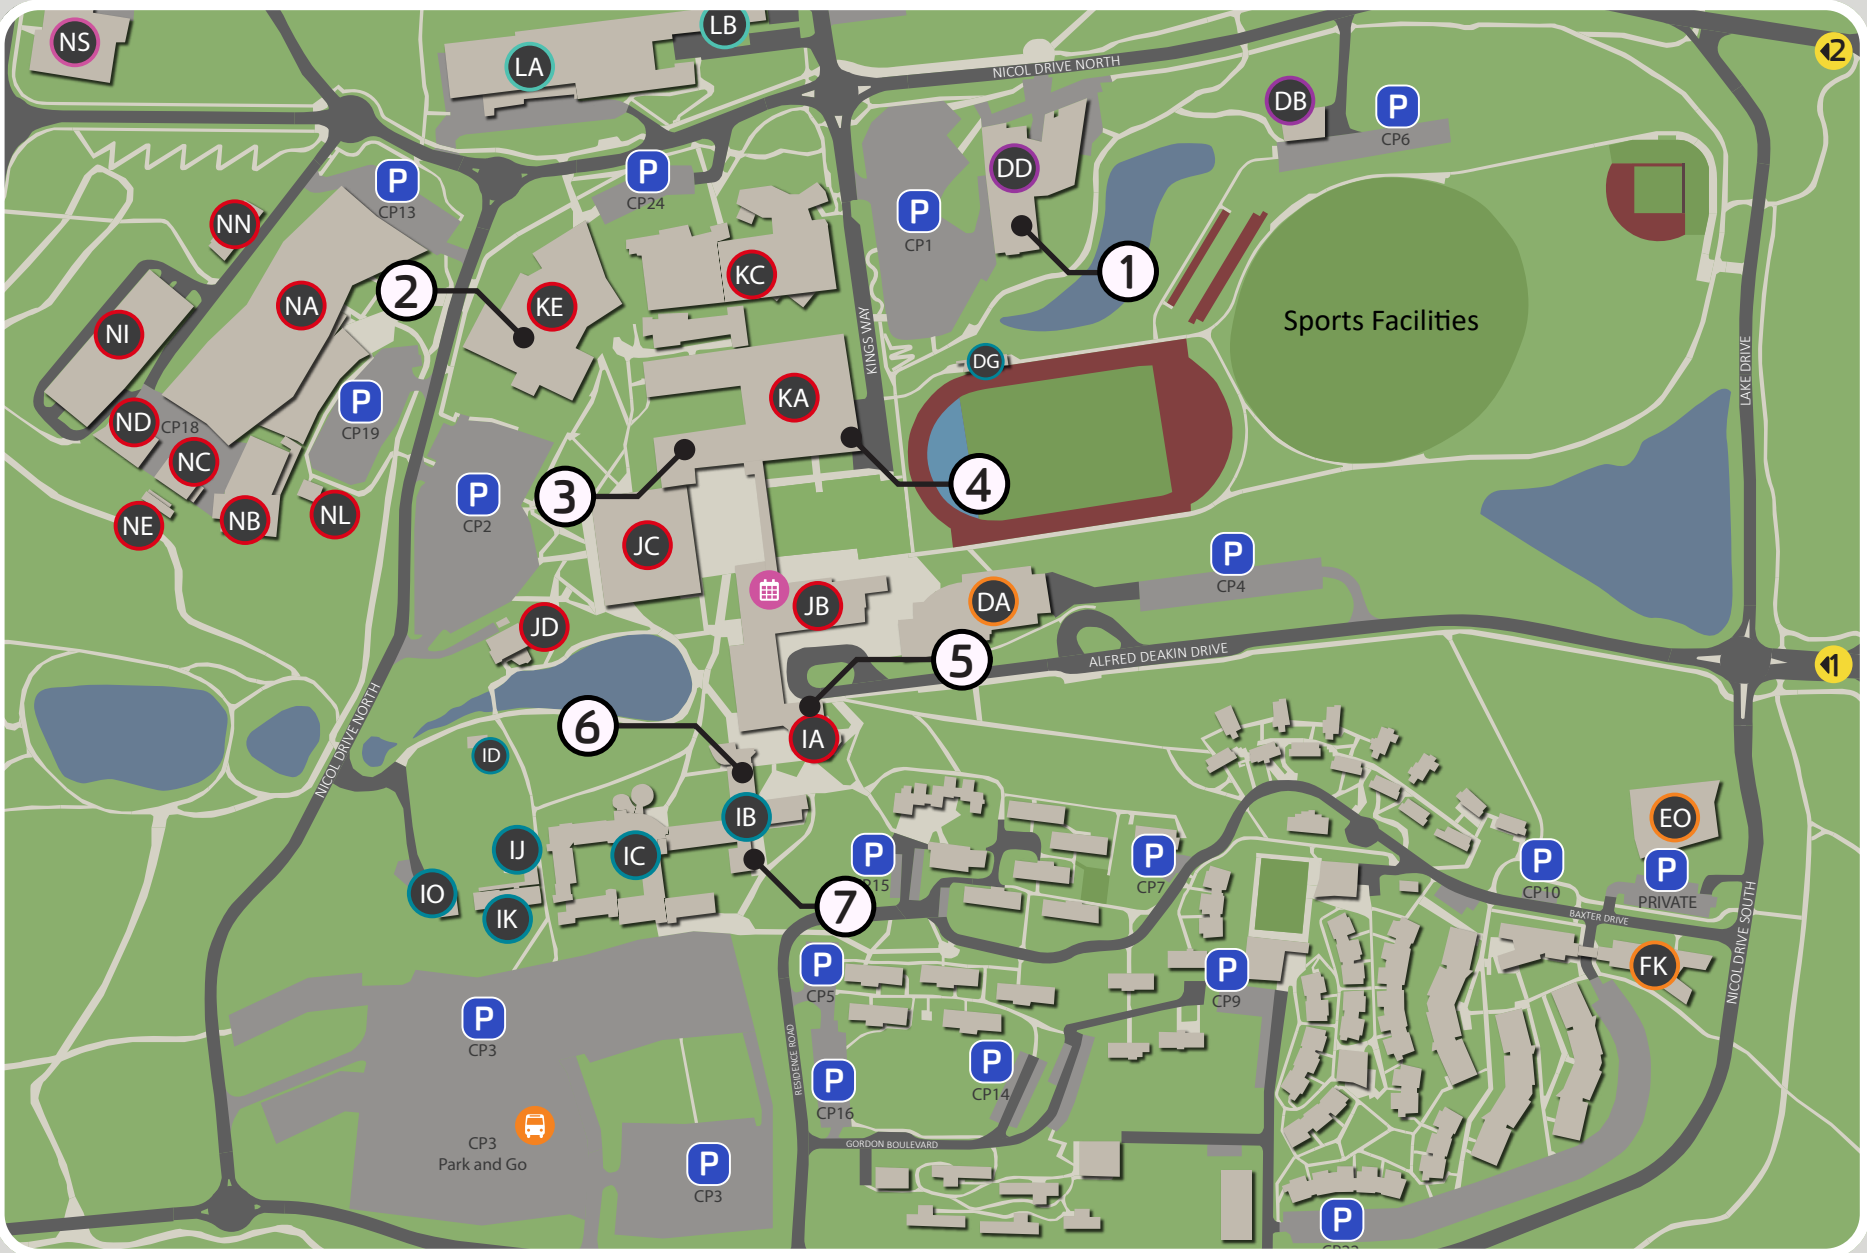 NS
LA
LB
NICOL DRIVE NORTH
2
DB
P
CP6
DD
P
CP13
P
CP24
P
CP1
NN
1
2
KE
KC
NA
NI
KINGS WAY
Sports Facilities
LAKE DRIVE
DG
KA
P
CP19
ND
CP18
NC
P
CP2
3
4
NE
NB
NL
JC
P
CP4
JB
DA
JD
ALFRED DEAKIN DRIVE
5
1
NICOL DRIVE NORTH
6
IA
ID
IB
IJ
IC
P
P
CP7
P
CP10
EO
P
PRIVATE
IO
IK
7
BAXTER DRIVE
NICOL DRIVE SOUTH
P
CP5
P
CP9
FK
P
CP3
RESIDENCE ROAD
P
CP16
P
CP14
CP3
Park and Go
GORDON BOULEVARD
P
CP3
P